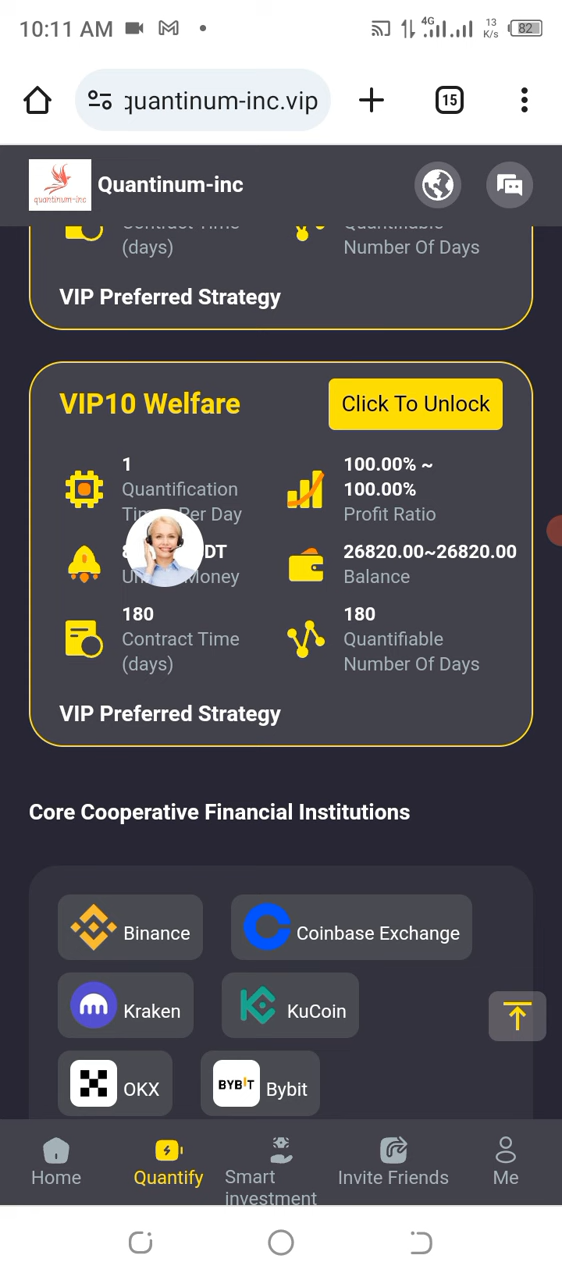 10:11 AM
4G 13 K/s 82
quantinum-inc.vip
15
quantinum-inc
Quantinum-inc
(days)
Number Of Days
VIP Preferred Strategy
VIP10 Welfare
Click To Unlock
1
Quantification
Per Day
100.00% ~
100.00%
Profit Ratio
DT
Money
26820.00~26820.00
Balance
180
Contract Time
(days)
180
Quantifiable
Number Of Days
VIP Preferred Strategy
Core Cooperative Financial Institutions
Binance
Coinbase Exchange
Kraken
KuCoin
OKX
BYBIT
Bybit
Home
Quantify
Smart
investment
Invite Friends
Me